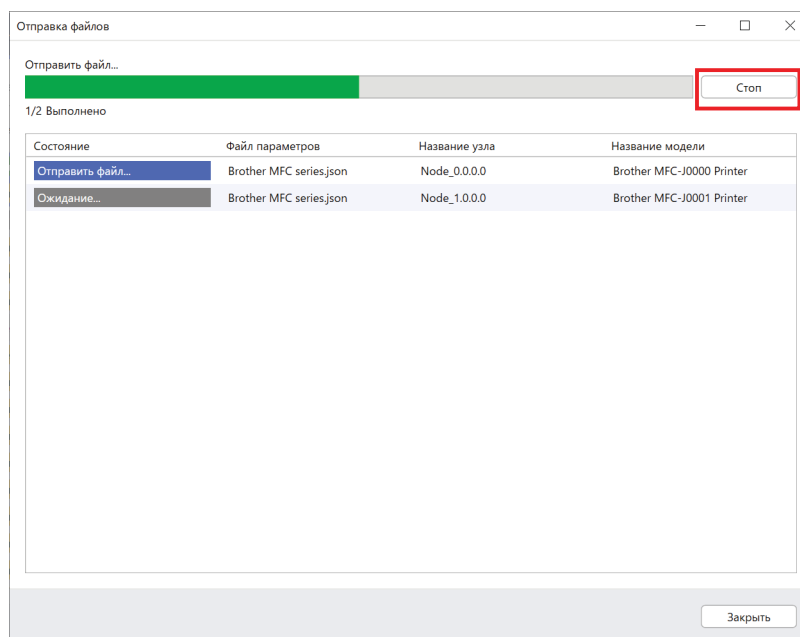 Отправка файлов
Отправить файл...
Стоп
1/2 Выполнено
Состояние Файл параметров Название узла Название модели
Отправить файл... Brother MFC series.json Node_0.0.0.0 Brother MFC-J0000 Printer
Ожидание... Brother MFC series.json Node_1.0.0.0 Brother MFC-J0001 Printer
Закрыть